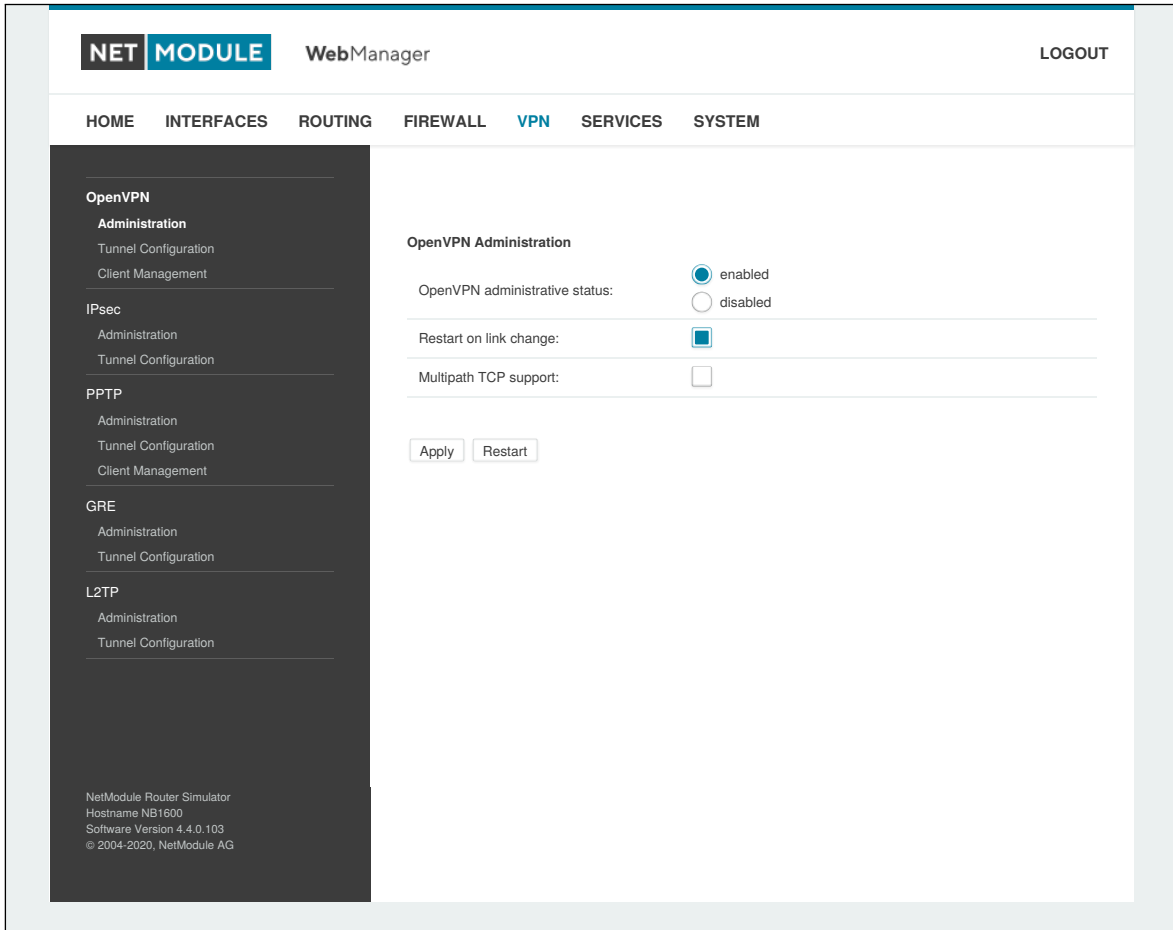 NET MODULE WebManager LOGOUT
HOME INTERFACES ROUTING FIREWALL VPN SERVICES SYSTEM
OpenVPN
Administration
Tunnel Configuration
Client Management
IPsec
Administration
Tunnel Configuration
PPTP
Administration
Tunnel Configuration
Client Management
GRE
Administration
Tunnel Configuration
L2TP
Administration
Tunnel Configuration
NetModule Router Simulator
Hostname NB1600
Software Version 4.4.0.103
© 2004-2020, NetModule AG
OpenVPN Administration
OpenVPN administrative status:
enabled
disabled
Restart on link change:
Multipath TCP support:
Apply Restart